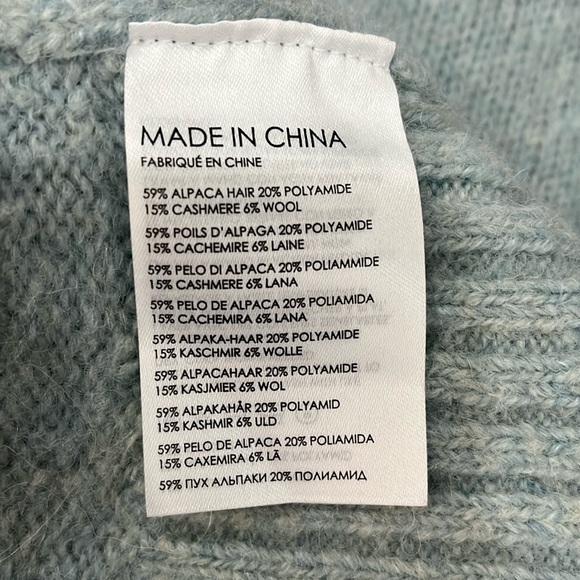 MADE IN CHINA
FABRIQUÉ EN CHINE
59% ALPACA HAIR 20% POLYAMIDE
15% CASHMERE 6% WOOL
59% POILS D'ALPAGA 20% POLYAMIDE
15% CACHEMIRE 6% LAINE
59% PELO DI ALPACA 20% POLIAMMIDE
15% CASHMERE 6% LANA
59% PELO DE ALPACA 20% POLIAMIDA
15% CACHEMIRA 6% LANA
59% ALPAKA-HAAR 20% POLYAMIDE
15% KASCHMIR 6% WOLLE
59% ALPACAHAAR 20% POLYAMIDE
15% KASJMIER 6% WOL
59% ALPAKAHÅR 20% POLYAMID
15% KASHMIR 6% ULD
59% PELO DE ALPACA 20% POLIAMIDA
15% CAXEMIRA 6% LÃ
59% ПУХ АЛЬПАКИ 20% ПОЛИАМИД